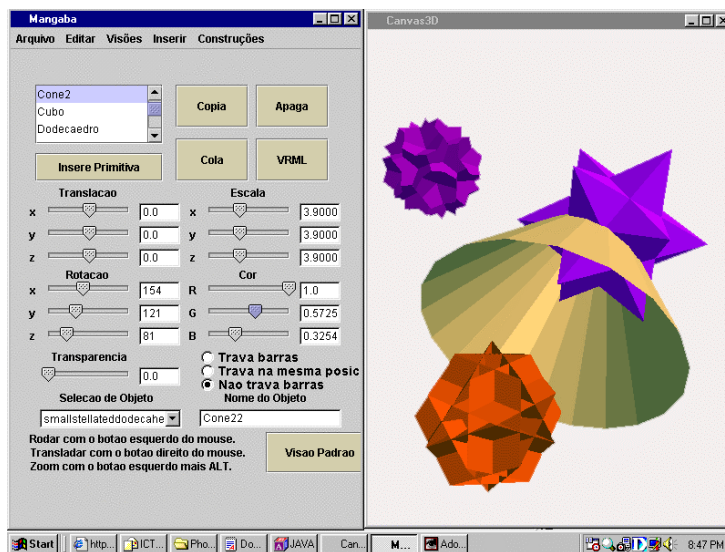 Mangaba
Arquivo Editar Visões Inserir Construções
Cone2
Cubo
Dodecaedro
Copia
Apaga
Insere Primitiva
Cola
VRML
Translacao
Escala
x 0.0 x 3.9000
y 0.0 y 3.9000
z 0.0 z 3.9000
Rotacao
Cor
x 154 R 1.0
y 121 G 0.5725
z 81 B 0.3254
Transparencia
0.0
Trava barras
Trava na mesma posic
Nao trava barras
Selecao de Objeto
Nome do Objeto
smallstellateddodecahe
Cone22
Rodar com o botao esquerdo do mouse.
Transladar com o botao direito do mouse.
Zoom com o botao esquerdo mais ALT.
Visao Padrao
Canvas3D
Start http... ICT... Pho... Do... JAVA Can... M... Ado... 8:47 PM